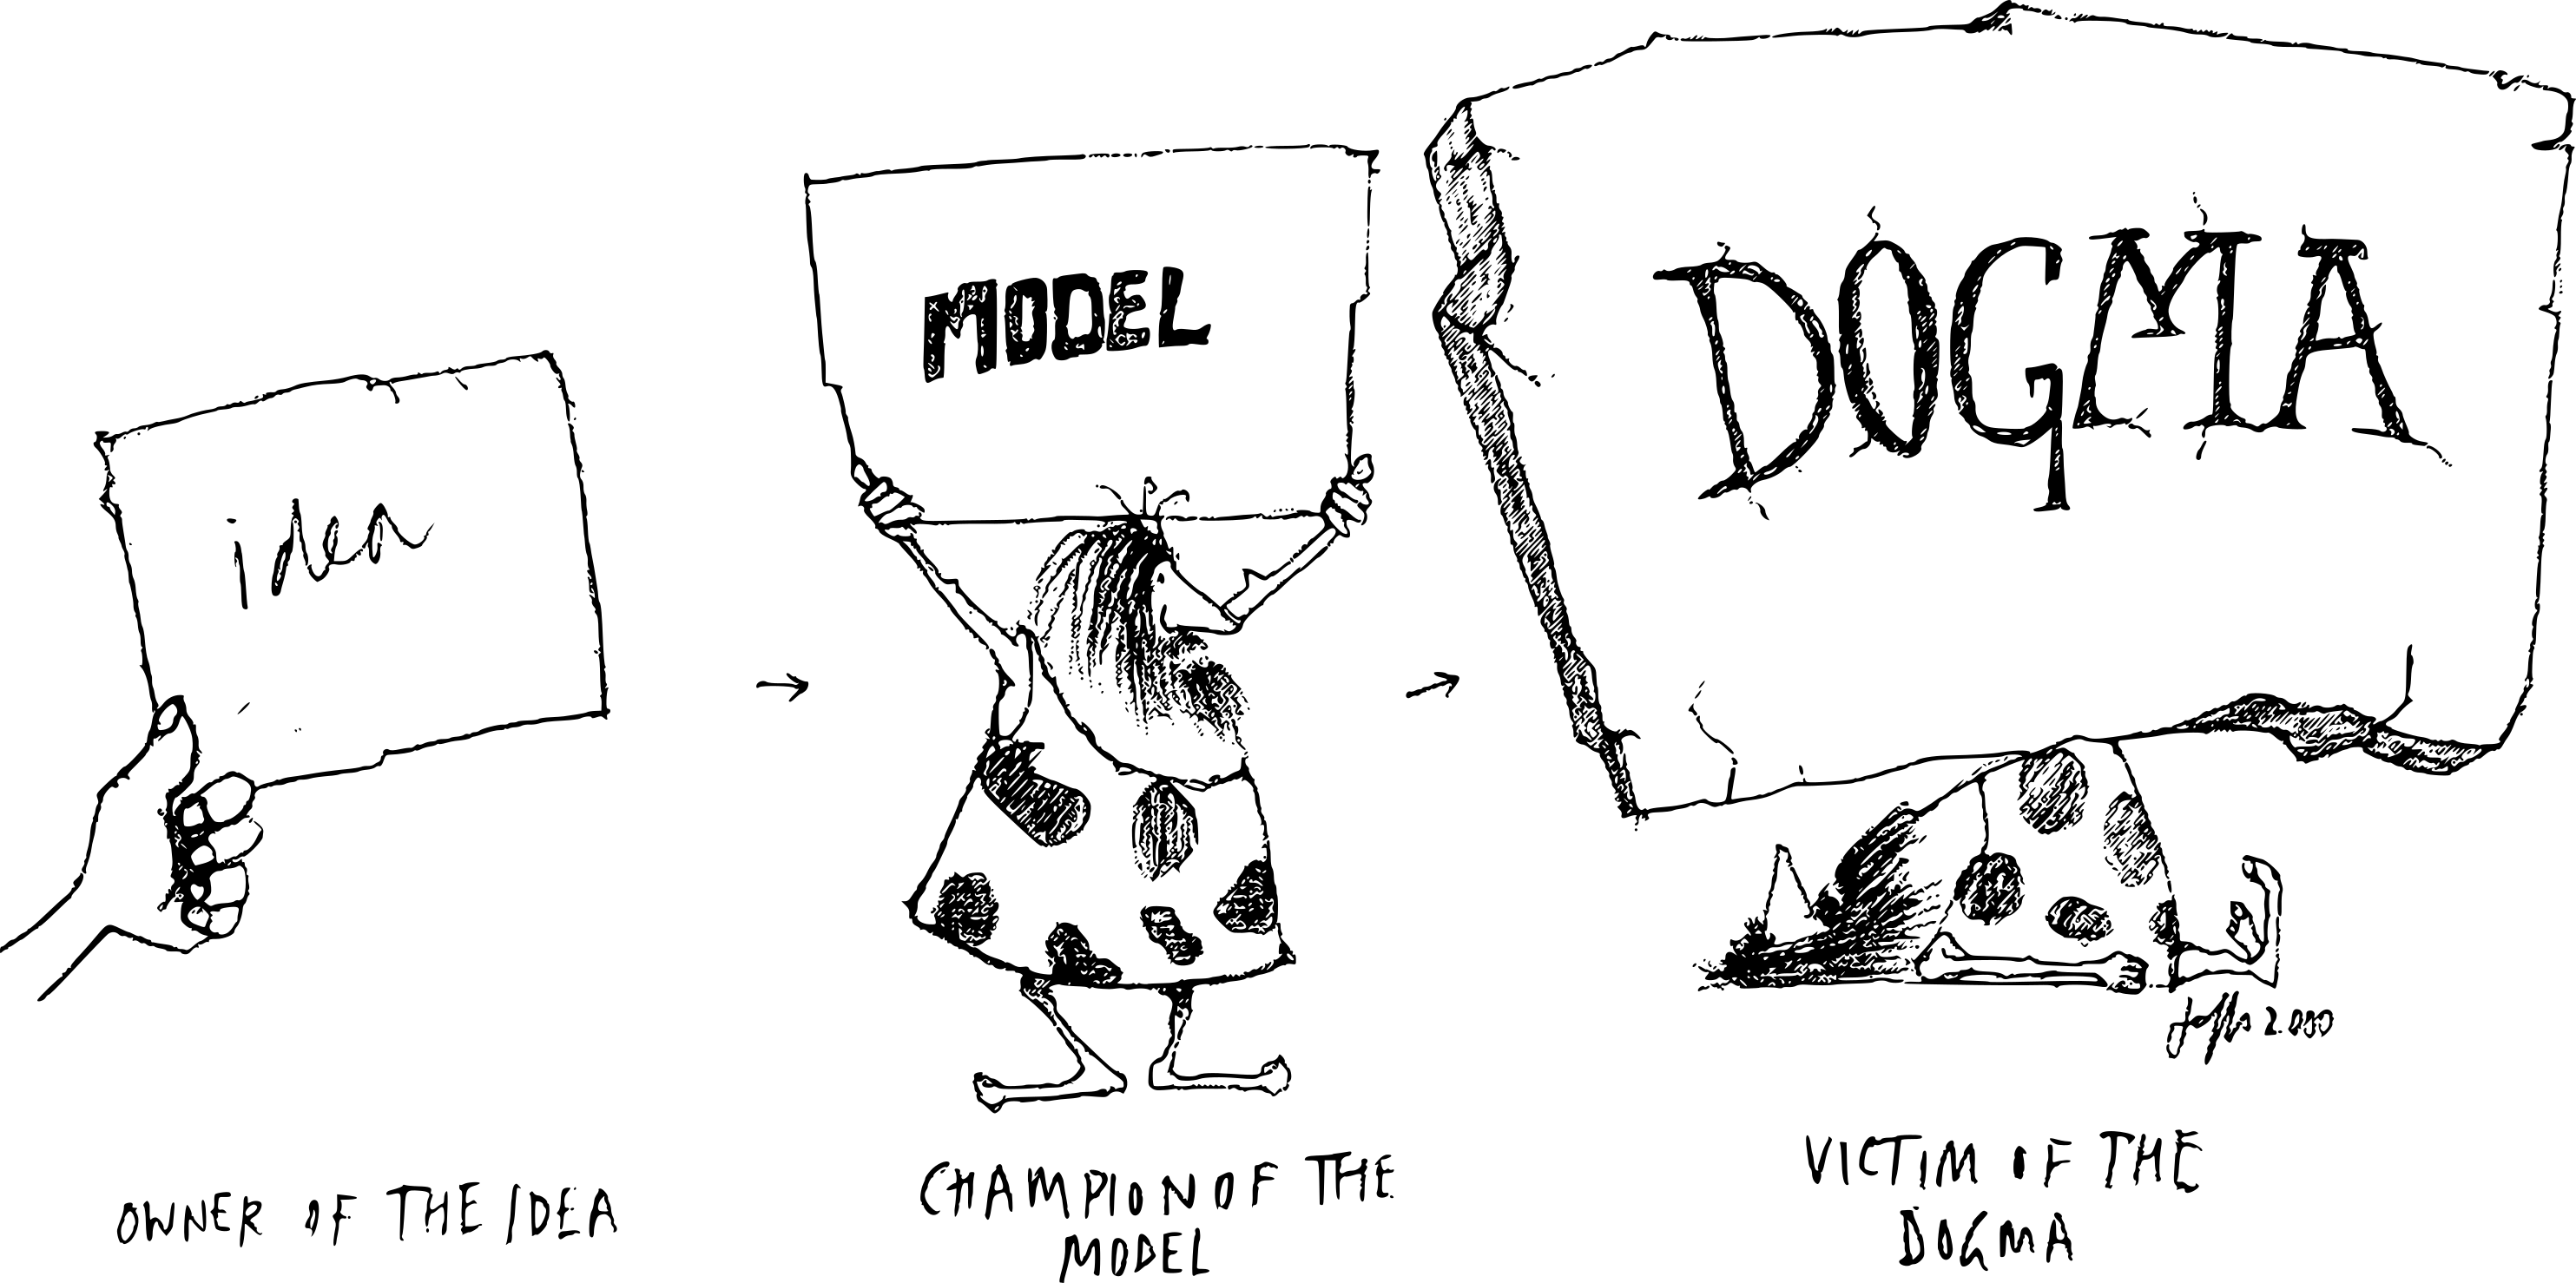 idea
MODEL
DOGMA
2.000
OWNER OF THE IDEA
CHAMPION OF THE
MODEL
VICTIM OF THE
DOGMA